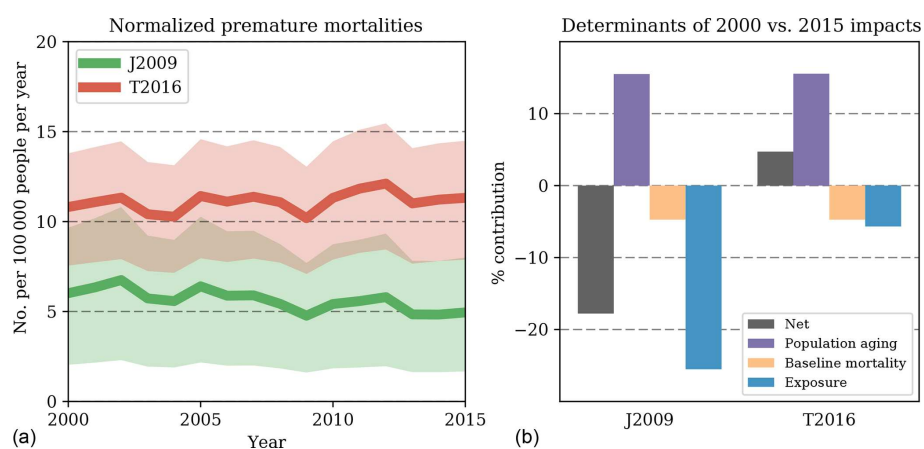 Normalized premature mortalities
No. per 100 000 people per year
20
15
10
5
0
J2009
T2016
2000
2005
2010
2015
Year
(a)
Determinants of 2000 vs. 2015 impacts
% contribution
10
0
−10
−20
Net
Population aging
Baseline mortality
Exposure
J2009
T2016
(b)